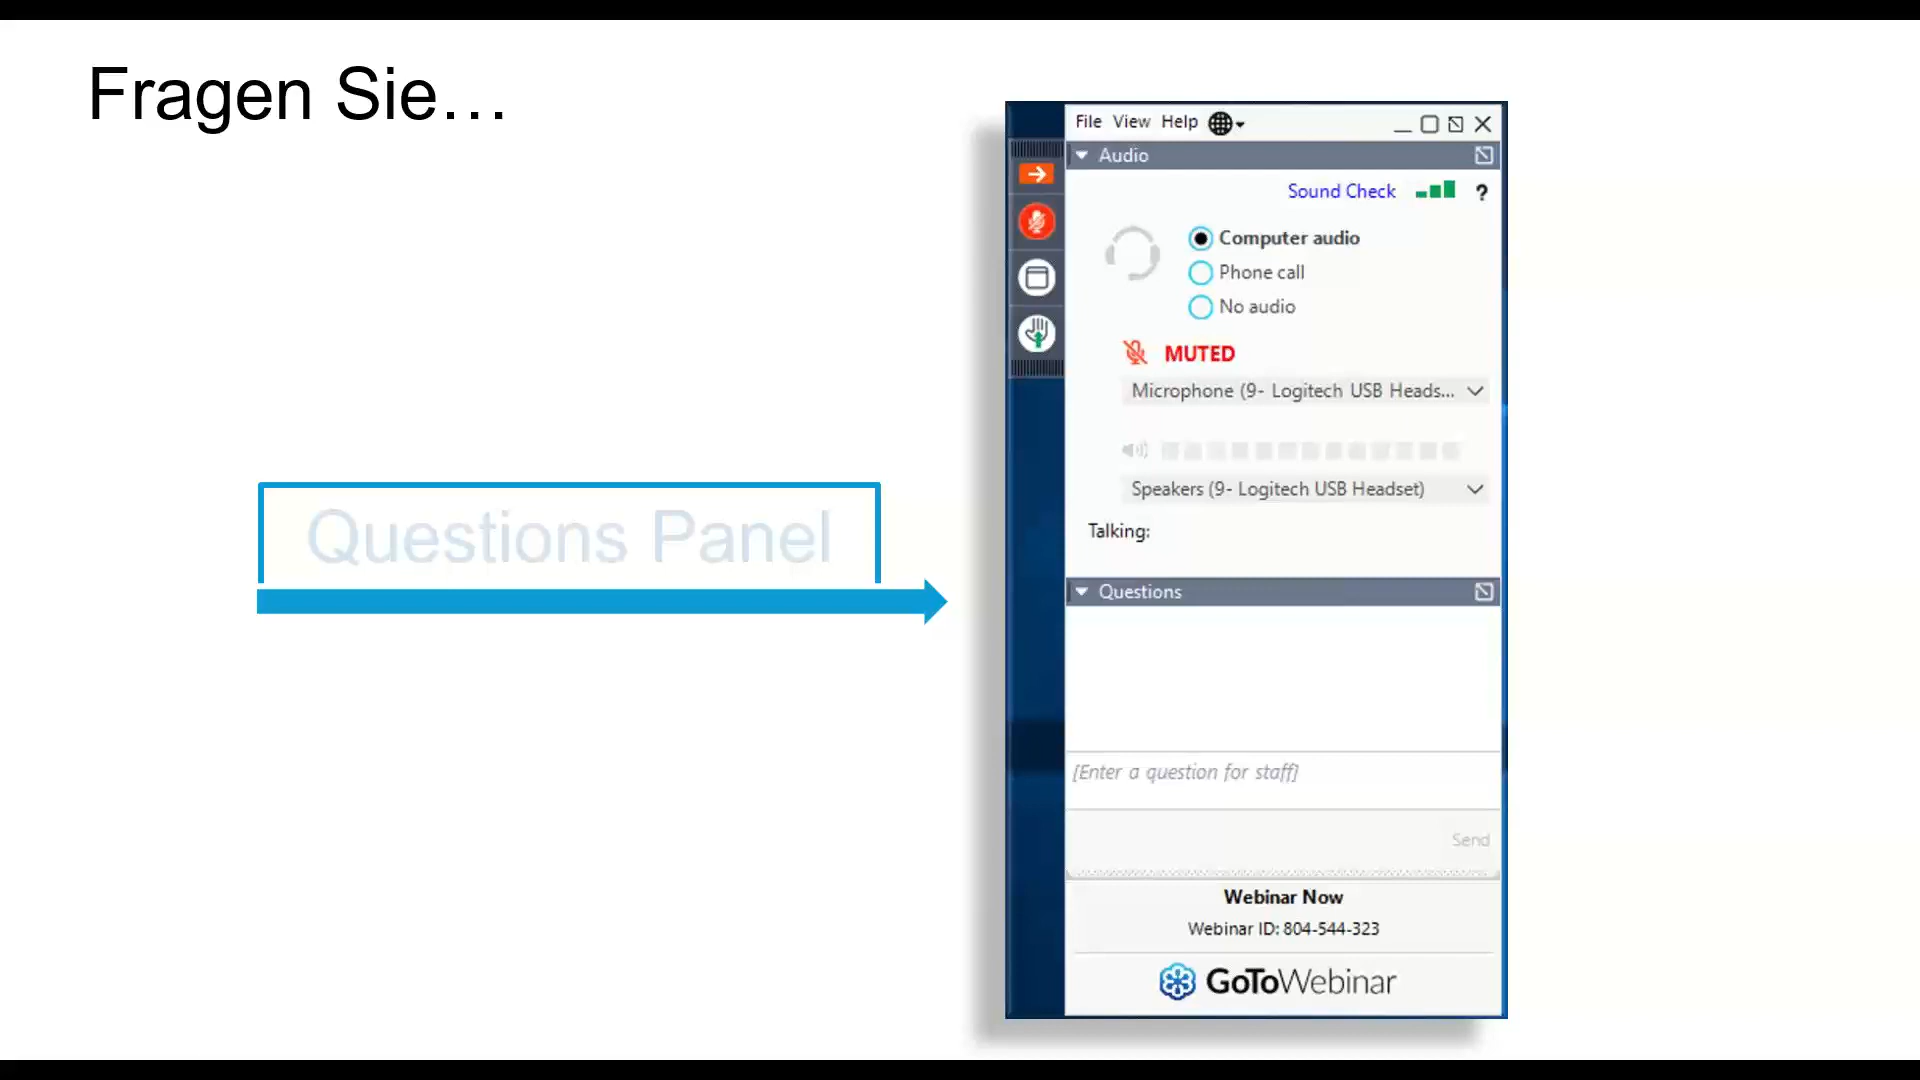 Fragen Sie…
Questions Panel
File View Help
Audio
Sound Check ?
Computer audio
Phone call
No audio
MUTED
Microphone (9- Logitech USB Heads...
Speakers (9- Logitech USB Headset)
Talking:
Questions
[Enter a question for staff]
Send
Webinar Now
Webinar ID: 804-544-323
GoToWebinar